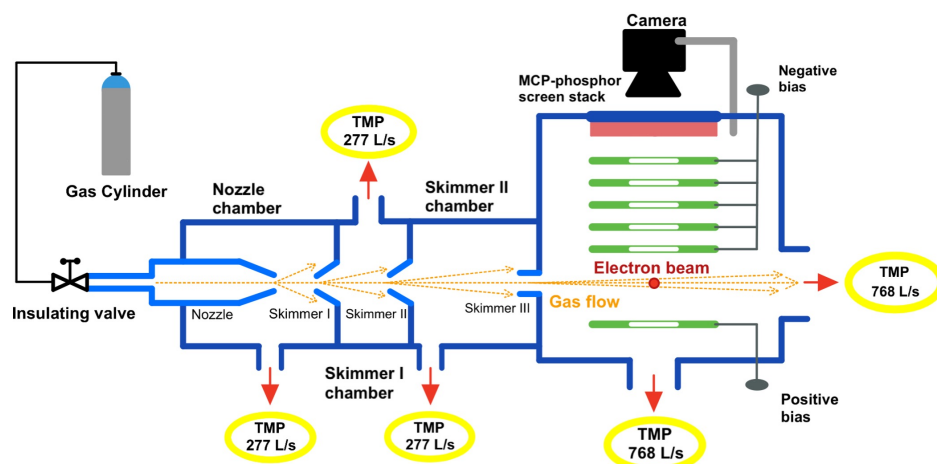 Camera
MCP-phosphor
screen stack
Negative
bias
TMP
277 L/s
Gas Cylinder
Nozzle
chamber
Skimmer II
chamber
Electron beam
Gas flow
TMP
768 L/s
Insulating valve
Nozzle
Skimmer I
Skimmer II
Skimmer III
Skimmer I
chamber
Positive
bias
TMP
277 L/s
TMP
277 L/s
TMP
768 L/s